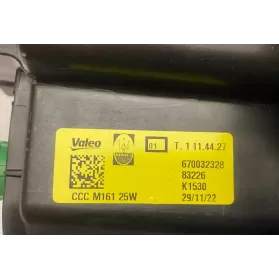 Valeo 01 T. 1 11.44.27
670032328
83226
K1530
CCC M161 25W 29/11/22